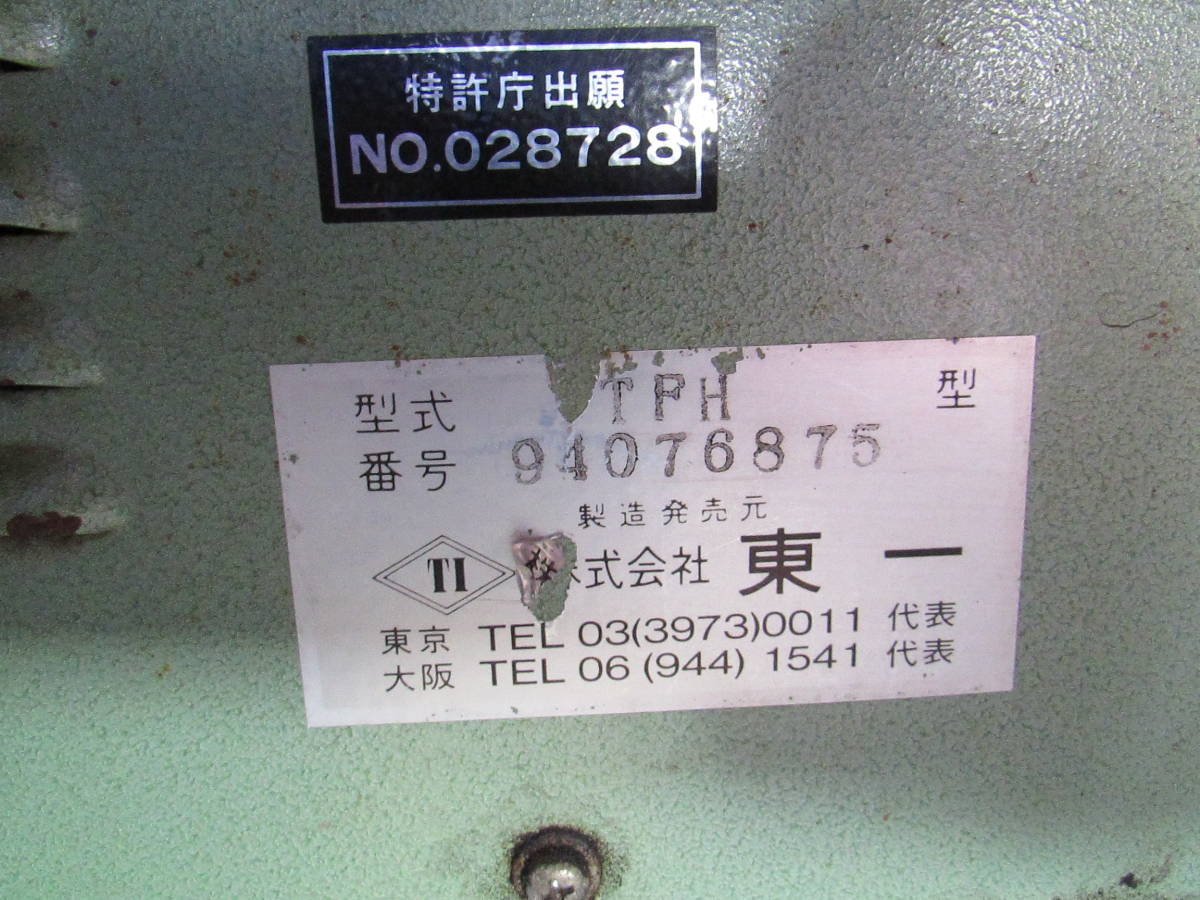 特許庁出願
NO.028728
型式 TPH 型
番号 94076875
製造発売元
TI 株式会社 東一
東京 TEL 03(3973)0011 代表
大阪 TEL 06 (944) 1541 代表